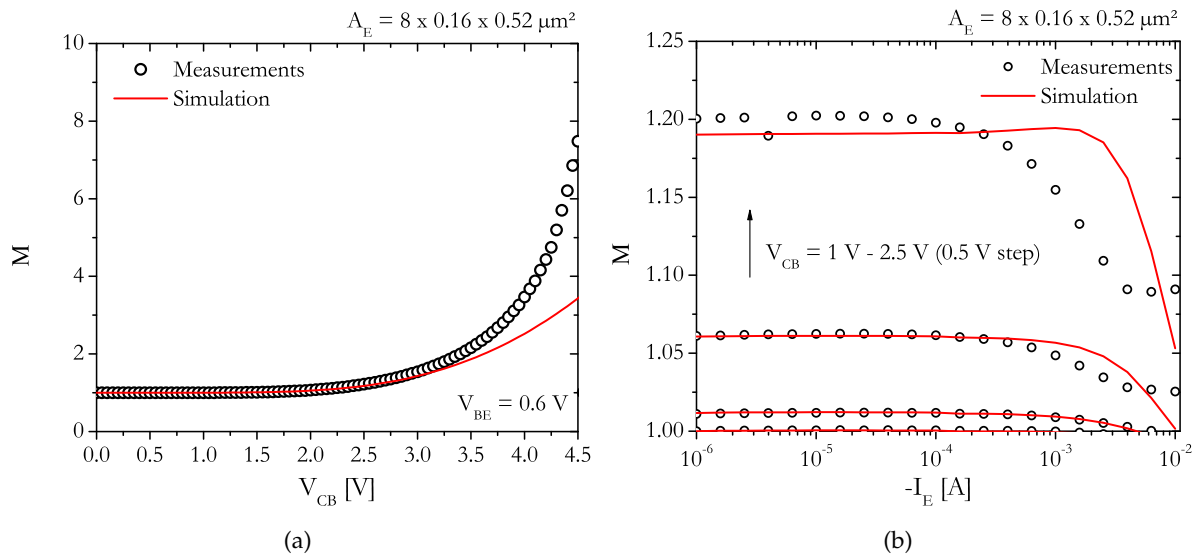 A_E = 8 x 0.16 x 0.52 μm²
10
8
6
4
2
0
M
Measurements
Simulation
V_BE = 0.6 V
0.0 0.5 1.0 1.5 2.0 2.5 3.0 3.5 4.0 4.5
V_CB [V]
(a)
A_E = 8 x 0.16 x 0.52 μm²
1.25
1.20
1.15
1.10
1.05
1.00
M
Measurements
Simulation
V_CB = 1 V - 2.5 V (0.5 V step)
10^-6 10^-5 10^-4 10^-3 10^-2
-I_E [A]
(b)